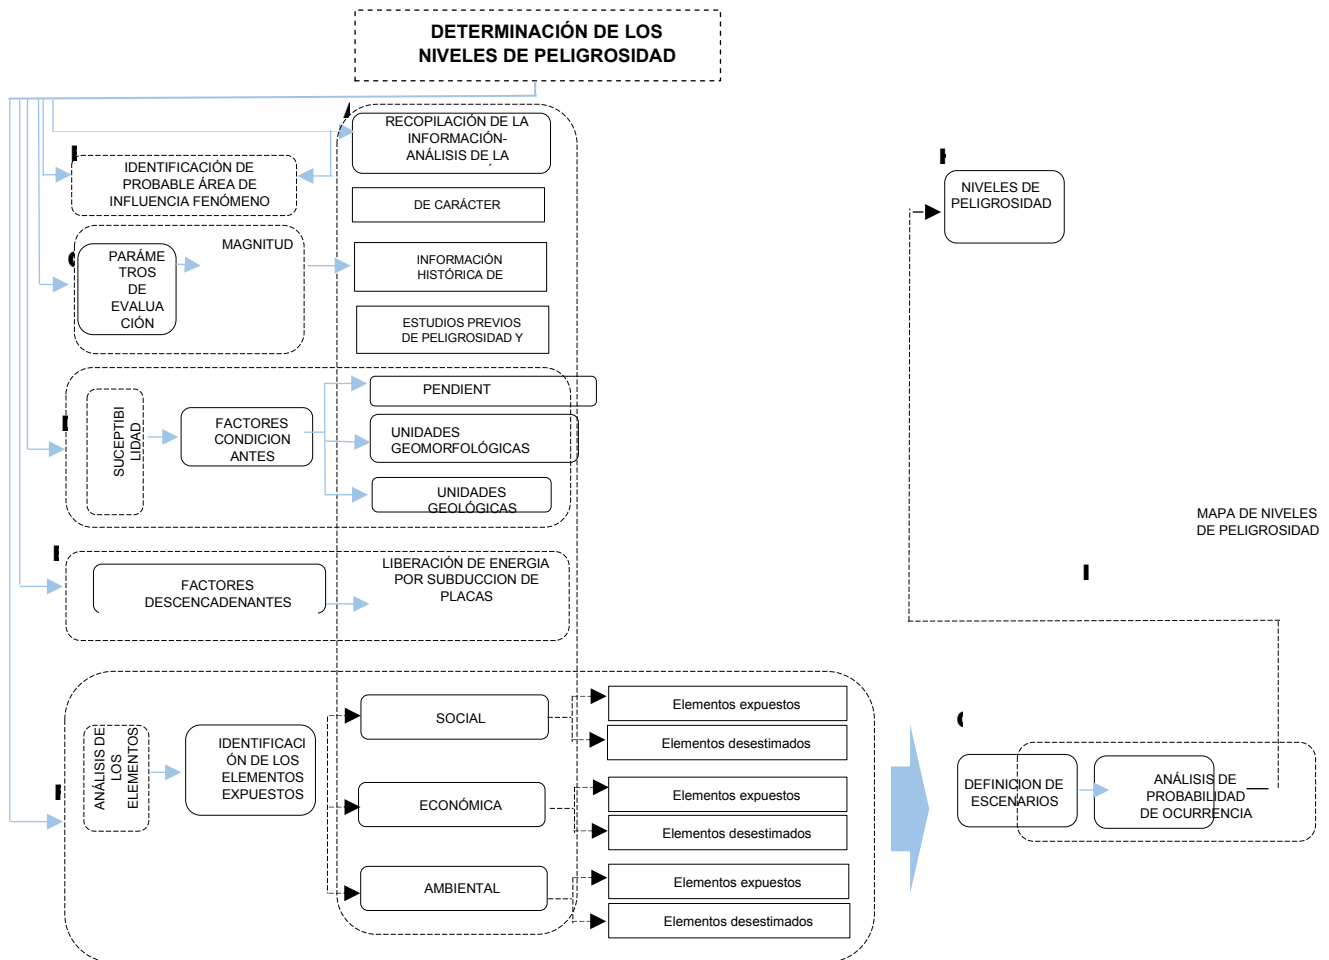 DETERMINACIÓN DE LOS
NIVELES DE PELIGROSIDAD
RECOPILACIÓN DE LA
INFORMACIÓN-
ANÁLISIS DE LA
IDENTIFICACIÓN DE
PROBABLE ÁREA DE
INFLUENCIA FENÓMENO
DE CARÁCTER
MAGNITUD
PARÁME
TROS
DE
EVALUA
CIÓN
INFORMACIÓN
HISTÓRICA DE
ESTUDIOS PREVIOS
DE PELIGROSIDAD Y
SUCEPTIBI
LIDAD
FACTORES
CONDICION
ANTES
PENDIENT
UNIDADES
GEOMORFOLÓGICAS
UNIDADES
GEOLÓGICAS
FACTORES
DESCENCADENANTES
LIBERACIÓN DE ENERGIA
POR SUBDUCCION DE
PLACAS
ANÁLISIS DE
LOS
ELEMENTOS
IDENTIFICACI
ÓN DE LOS
ELEMENTOS
EXPUESTOS
SOCIAL
Elementos expuestos
Elementos desestimados
ECONÓMICA
Elementos expuestos
Elementos desestimados
AMBIENTAL
Elementos expuestos
Elementos desestimados
DEFINICION DE
ESCENARIOS
ANÁLISIS DE
PROBABILIDAD
DE OCURRENCIA
NIVELES DE
PELIGROSIDAD
MAPA DE NIVELES
DE PELIGROSIDAD